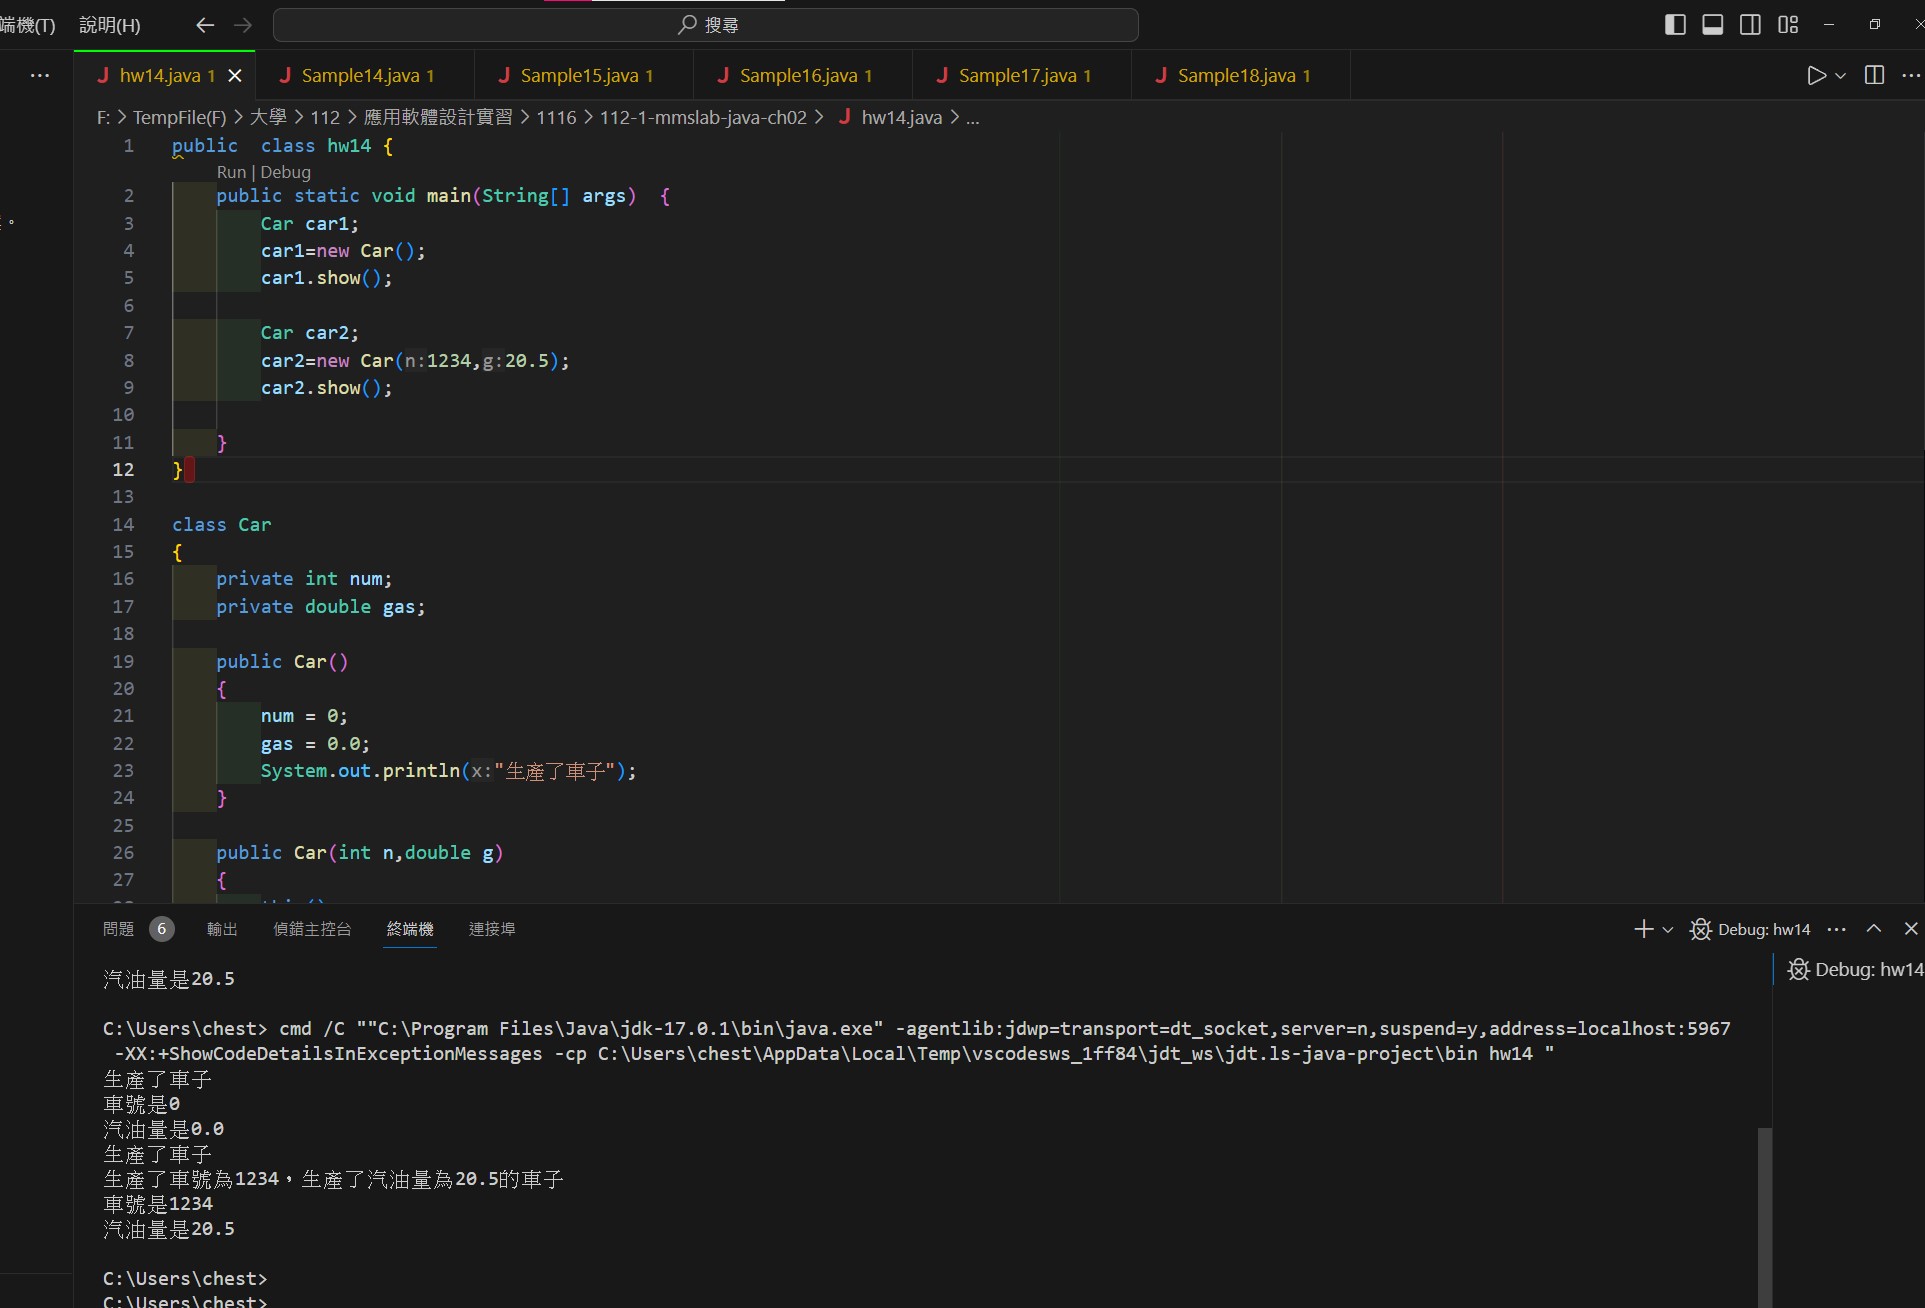 端機(T) 說明(H) 搜尋
hw14.java 1 Sample14.java 1 Sample15.java 1 Sample16.java 1 Sample17.java 1 Sample18.java 1
F: > TempFile(F) > 大學 > 112 > 應用軟體設計實習 > 1116 > 112-1-mmslab-java-ch02 > J hw14.java > ...
1 public  class hw14 {
Run | Debug
2 public static void main(String[] args)  {
3 Car car1;
4 car1=new Car();
5 car1.show();
6
7 Car car2;
8 car2=new Car(n:1234,g:20.5);
9 car2.show();
10
11 }
12 }
13
14 class Car
15 {
16 private int num;
17 private double gas;
18
19 public Car()
20 {
21 num = 0;
22 gas = 0.0;
23 System.out.println(x:"生產了車子");
24 }
25
26 public Car(int n,double g)
27 {
問題 6 輸出 偵錯主控台 終端機 連接埠 Debug: hw14
Debug: hw14
汽油量是20.5
C:\Users\chest> cmd /C ""C:\Program Files\Java\jdk-17.0.1\bin\java.exe" -agentlib:jdwp=transport=dt_socket,server=n,suspend=y,address=localhost:5967
-XX:+ShowCodeDetailsInExceptionMessages -cp C:\Users\chest\AppData\Local\Temp\vscodesws_1ff84\jdt_ws\jdt.ls-java-project\bin hw14 "
生產了車子
車號是0
汽油量是0.0
生產了車子
生產了車號為1234，生產了汽油量為20.5的車子
車號是1234
汽油量是20.5
C:\Users\chest>
C:\Users\chest>